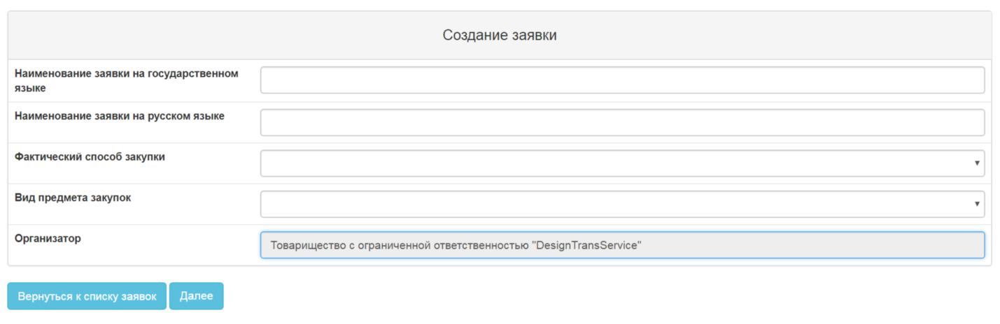 Создание заявки
Наименование заявки на государственном
языке
Наименование заявки на русском языке
Фактический способ закупки
Вид предмета закупок
Организатор
Товарищество с ограниченной ответственностью "DesignTransService"
Вернуться к списку заявок
Далее